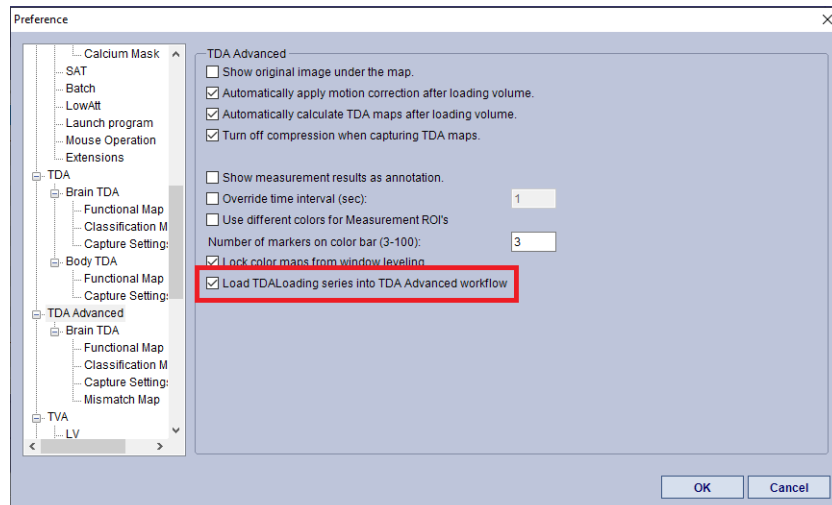 Preference
Calcium Mask
SAT
Batch
LowAtt
Launch program
Mouse Operation
Extensions
TDA
Brain TDA
Functional Map
Classification M
Capture Settings
Body TDA
Functional Map
Capture Settings
TDA Advanced
Brain TDA
Functional Map
Classification M
Capture Settings
Mismatch Map
TVA
LV
TDA Advanced
Show original image under the map.
Automatically apply motion correction after loading volume.
Automatically calculate TDA maps after loading volume.
Turn off compression when capturing TDA maps.
Show measurement results as annotation.
Override time interval (sec): 1
Use different colors for Measurement ROI's
Number of markers on color bar (3-100): 3
Lock color maps from window leveling
Load TDALoading series into TDA Advanced workflow
OK Cancel